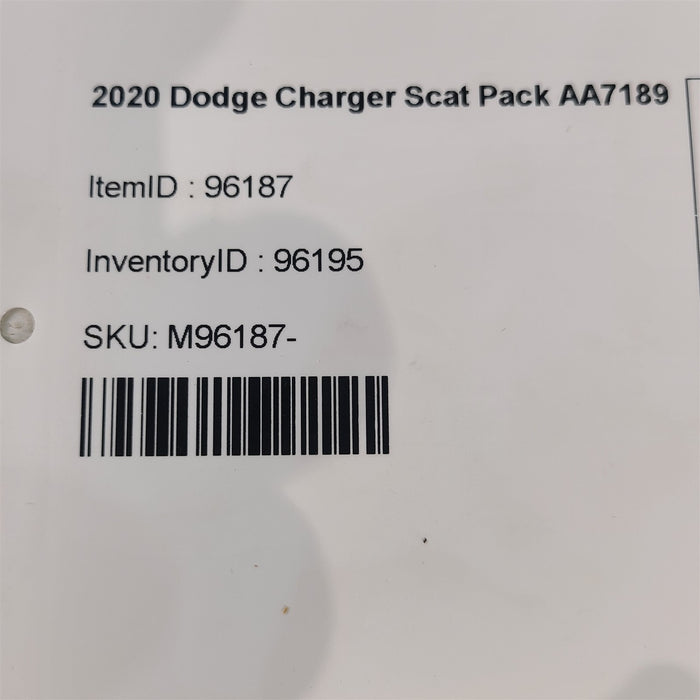 2020 Dodge Charger Scat Pack AA7189
ItemID : 96187
InventoryID : 96195
SKU: M96187-